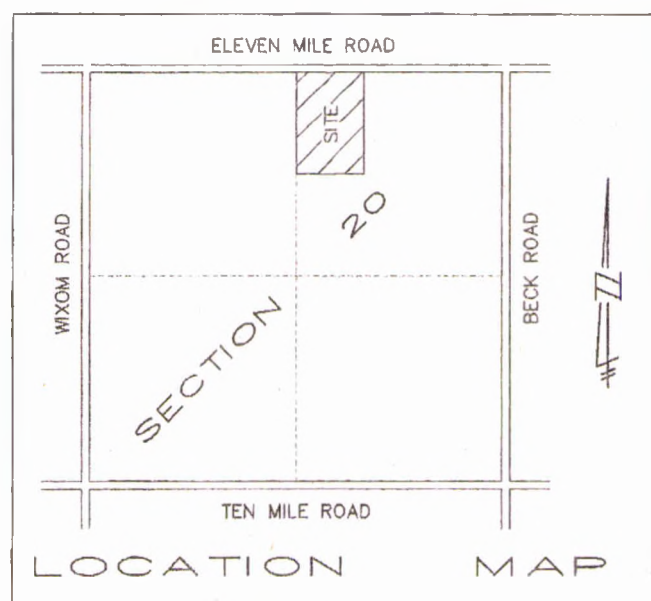 ELEVEN MILE ROAD
SITE
WIXOM ROAD
SECTION 20
BECK ROAD
N
TEN MILE ROAD
LOCATION MAP